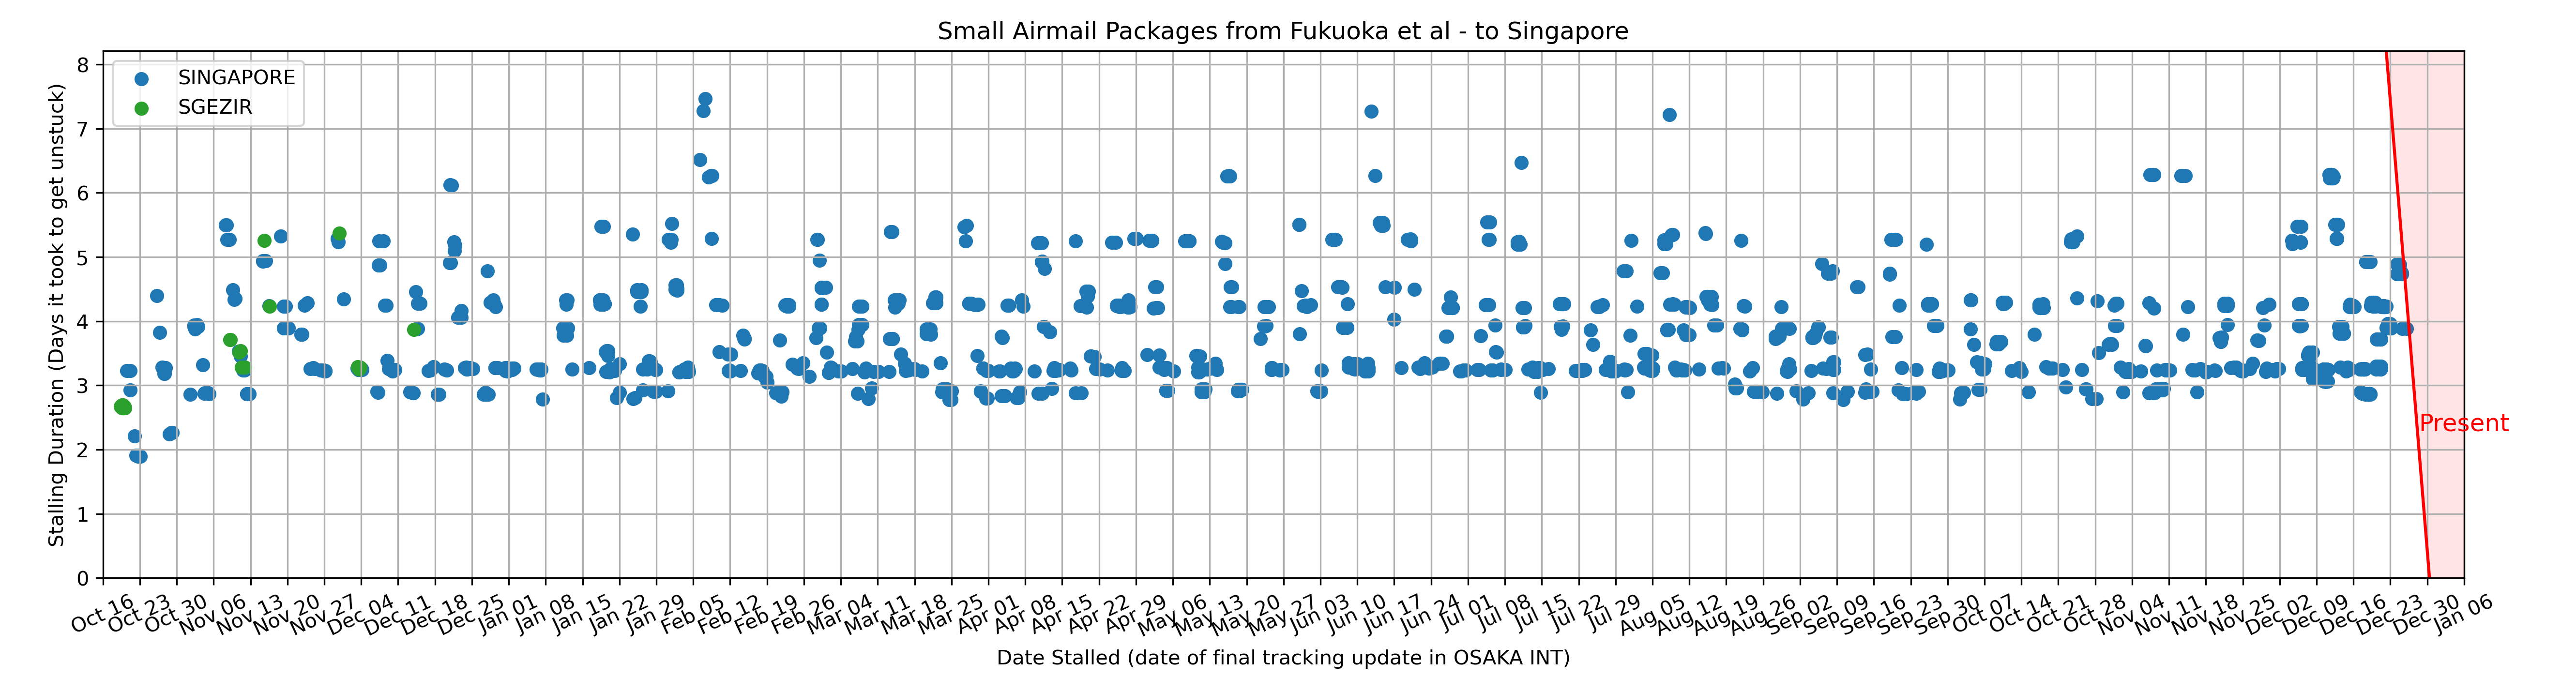 Small Airmail Packages from Fukuoka et al - to Singapore
SINGAPORE
SGEZIR
Stalling Duration (Days it took to get unstuck)
8
7
6
5
4
3
2
1
0
Present
Oct 16
Oct 23
Oct 30
Nov 06
Nov 13
Nov 20
Nov 27
Dec 04
Dec 11
Dec 18
Dec 25
Jan 01
Jan 08
Jan 15
Jan 22
Jan 29
Feb 05
Feb 12
Feb 19
Feb 26
Mar 04
Mar 11
Mar 18
Mar 25
Apr 01
Apr 08
Apr 15
Apr 22
Apr 29
May 06
May 13
May 20
May 27
Jun 03
Jun 10
Jun 17
Jun 24
Jul 01
Jul 08
Jul 15
Jul 22
Jul 29
Aug 05
Aug 12
Aug 19
Aug 26
Sep 02
Sep 09
Sep 16
Sep 23
Sep 30
Oct 07
Oct 14
Oct 21
Oct 28
Nov 04
Nov 11
Nov 18
Nov 25
Dec 02
Dec 09
Dec 16
Dec 23
Dec 30
Jan 06
Date Stalled (date of final tracking update in OSAKA INT)